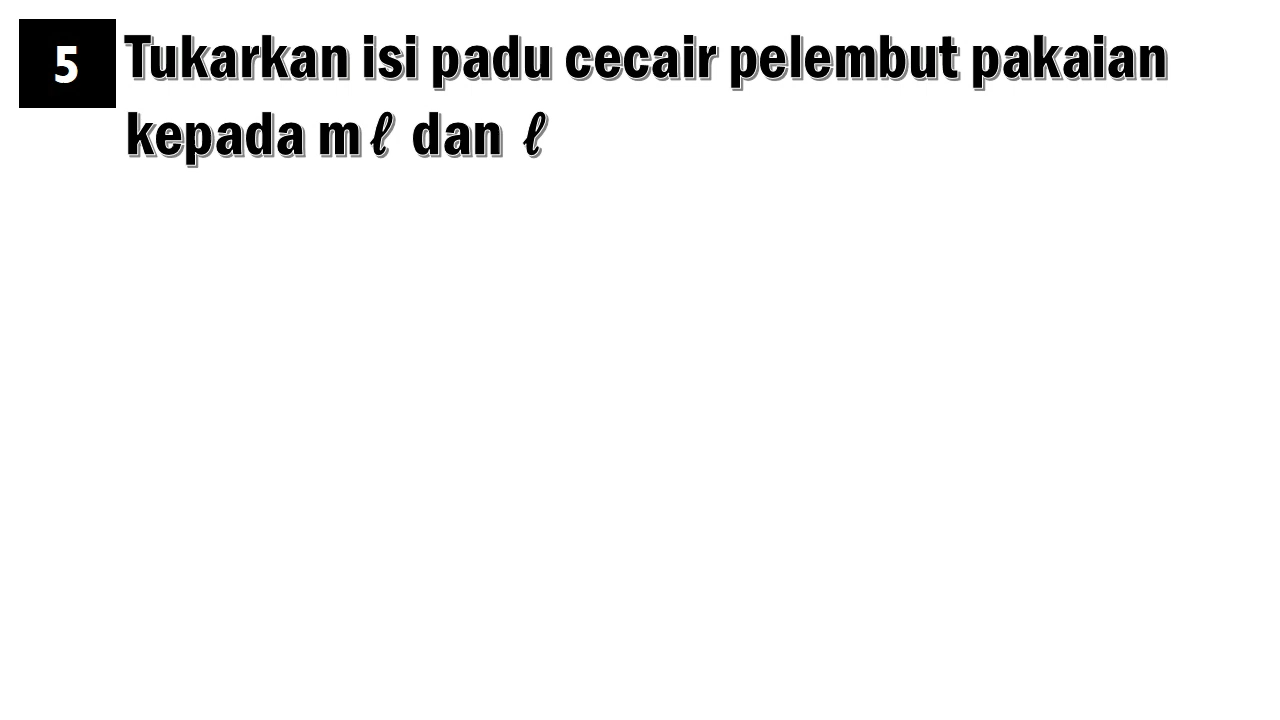 5
Tukarkan isi padu cecair pelembut pakaian
kepada mℓ dan ℓ